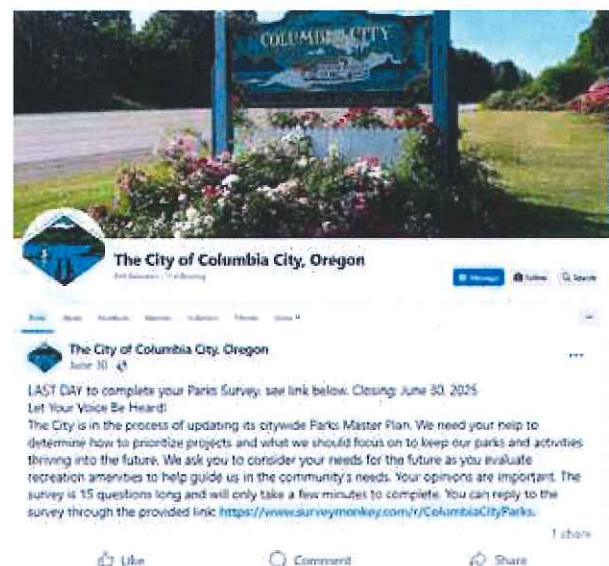 COLUMBIA CITY
The City of Columbia City, Oregon
Message Follow Search
Posts About Mentions
The City of Columbia City, Oregon
June 30
LAST DAY to complete your Parks Survey, see link below. Closing: June 30, 2025
Let Your Voice Be Heard!
The City is in the process of updating its citywide Parks Master Plan. We need your help to
determine how to prioritize projects and what we should focus on to keep our parks and activities
thriving into the future. We ask you to consider your needs for the future as you evaluate
recreation amenities to help guide us in the community's needs. Your opinions are important. The
survey is 15 questions long and will only take a few minutes to complete. You can reply to the
survey through the provided link: https://www.surveymonkey.com/r/ColumbiaCityParks.
1 share
Like Comment Share